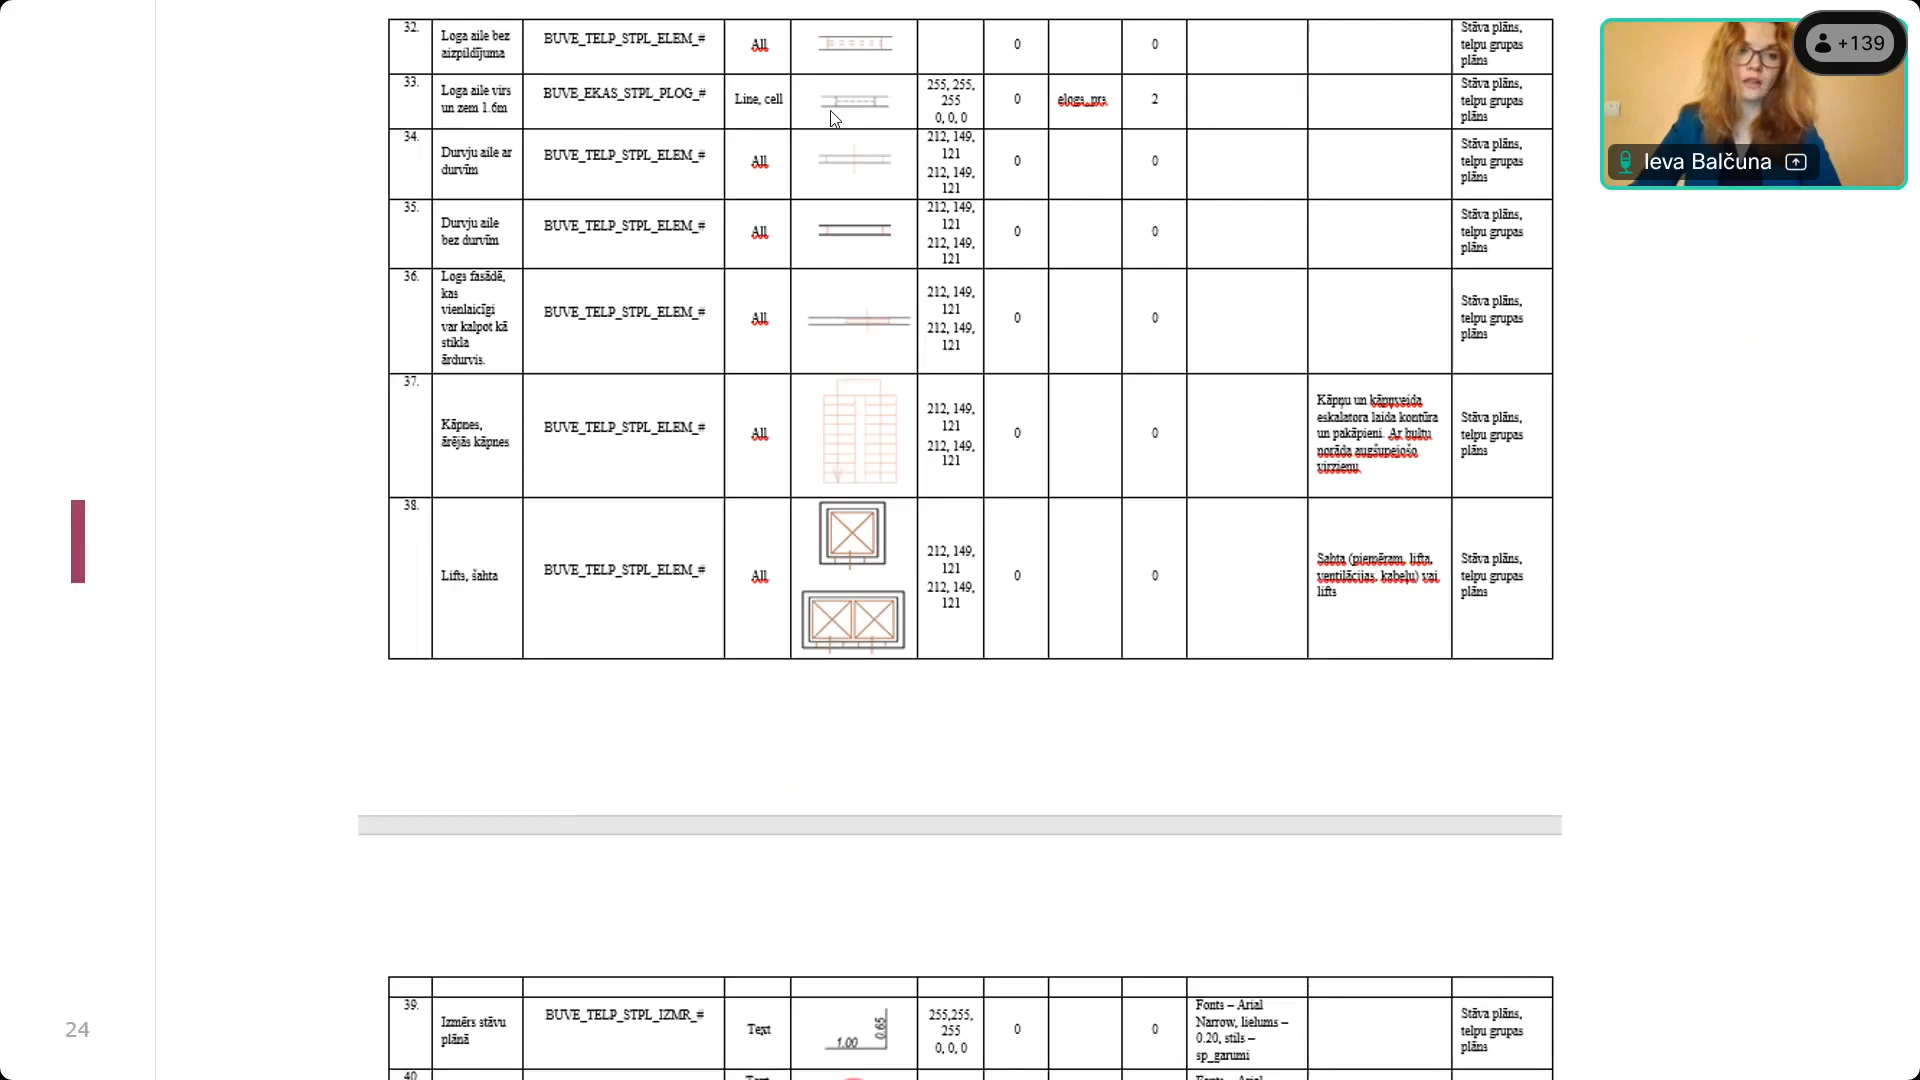 32.
Loga aile bez
aizpildījuma
BUVE_TELP_STPL_ELEM_#
All
0
0
Stāva plāns,
telpu grupas
plāns
33.
Loga aile virs
un zem 1.6m
BUVE_EKAS_STPL_PLOG_#
Line, cell
255, 255,
255
0, 0, 0
0
elogs_prs
2
Stāva plāns,
telpu grupas
plāns
34.
Durvju aile ar
durvīm
BUVE_TELP_STPL_ELEM_#
All
212, 149,
121
212, 149,
121
0
0
Stāva plāns,
telpu grupas
plāns
35.
Durvju aile
bez durvīm
BUVE_TELP_STPL_ELEM_#
All
212, 149,
121
212, 149,
121
0
0
Stāva plāns,
telpu grupas
plāns
36.
Logs fasādē,
kas
vienlaicīgi
var kalpot kā
stikla
ārdurvis.
BUVE_TELP_STPL_ELEM_#
All
212, 149,
121
212, 149,
121
0
0
Stāva plāns,
telpu grupas
plāns
37.
Kāpnes,
ārējās kāpnes
BUVE_TELP_STPL_ELEM_#
All
212, 149,
121
212, 149,
121
0
0
Kāpņu un kāpņveida
eskalatora laida kontūra
un pakāpieni. Ar bultu
norāda augšupejošo
virzienu.
Stāva plāns,
telpu grupas
plāns
38.
Lifts, šahta
BUVE_TELP_STPL_ELEM_#
All
212, 149,
121
212, 149,
121
0
0
Šahta (piemēram, lifta,
ventilācijas, kabeļu) vai
lifts
Stāva plāns,
telpu grupas
plāns
39.
Izmērs stāvu
plānā
BUVE_TELP_STPL_IZMR_#
Text
1.00
0.65
255,255,
255
0, 0, 0
0
0
Fonts – Arial
Narrow, lielums –
0.20, stils –
sp_garumi
Stāva plāns,
telpu grupas
plāns
40.
+139
Ieva Balčuna
24